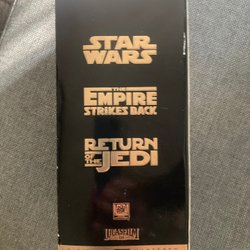 STAR
WARS
THE
EMPIRE
STRIKES BACK
RETURN
OF THE JEDI
LUCASFILM